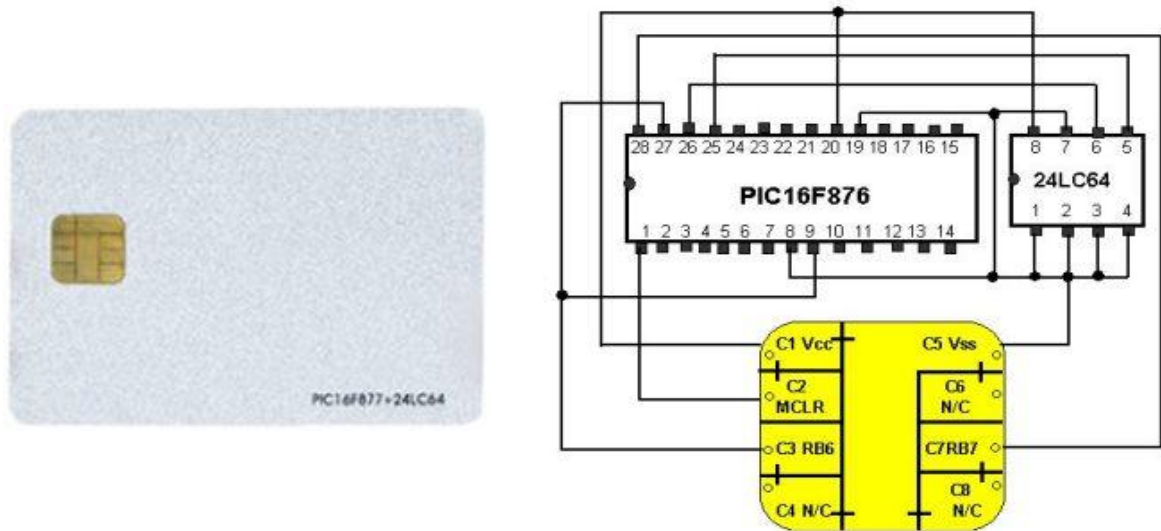 PIC16F877+24LC64
28 27 26 25 24 23 22 21 20 19 18 17 16 15
PIC16F876
1 2 3 4 5 6 7 8 9 10 11 12 13 14
8 7 6 5
24LC64
1 2 3 4
C1 Vcc
C5 Vss
C2
MCLR
C6
N/C
C3 RB6
C7RB7
C4 N/C
C8
N/C